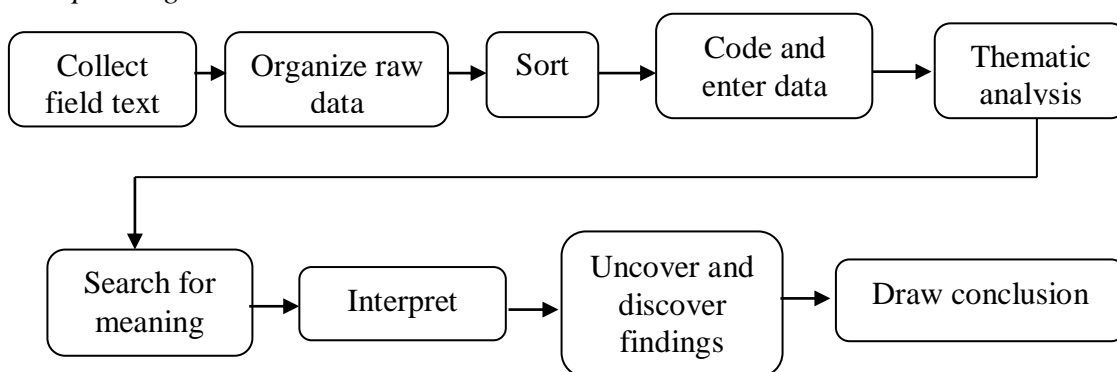 Collect
field text
Organize raw
data
Sort
Code and
enter data
Thematic
analysis
Search for
meaning
Interpret
Uncover and
discover
findings
Draw conclusion